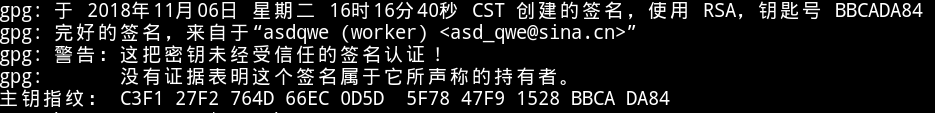 gpg: 于 2018年11月06日 星期二 16时16分40秒 CST 创建的签名，使用 RSA，钥匙号 BBCADA84
gpg: 完好的签名，来自于“asdqwe (worker) <asd_qwe@sina.cn>”
gpg: 警告：这把密钥未经受信任的签名认证！
gpg:       没有证据表明这个签名属于它所声称的持有者。
主钥指纹： C3F1 27F2 764D 66EC 0D5D  5F78 47F9 1528 BBCA DA84